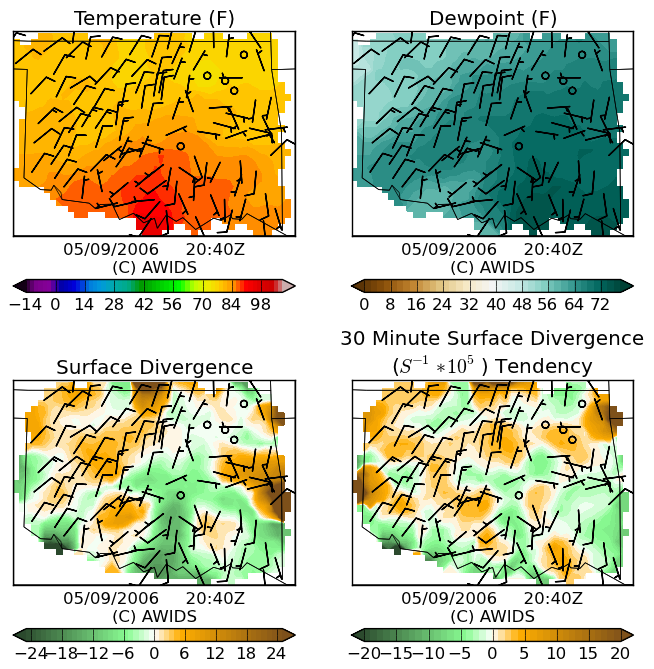 Temperature (F)
05/09/2006 20:40Z
(C) AWIDS
−14 0 14 28 42 56 70 84 98
Dewpoint (F)
05/09/2006 20:40Z
(C) AWIDS
0 8 16 24 32 40 48 56 64 72
Surface Divergence
05/09/2006 20:40Z
(C) AWIDS
−24 −18 −12 −6 0 6 12 18 24
30 Minute Surface Divergence
(S⁻¹ *10⁵ ) Tendency
05/09/2006 20:40Z
(C) AWIDS
−20 −15 −10 −5 0 5 10 15 20